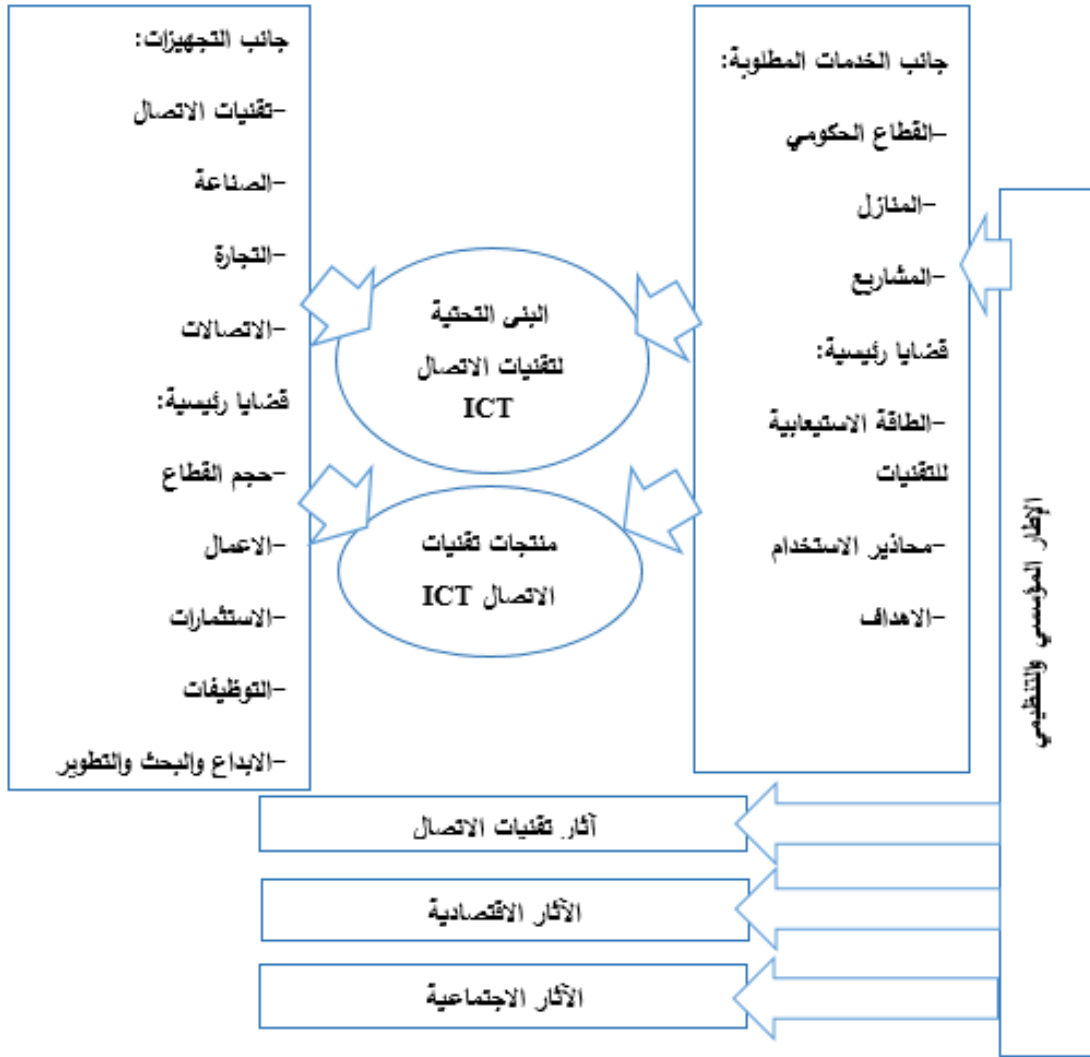 جانب الخدمات المطلوبة:
-القطاع الحكومي
-المنازل
-المشاريع
قضايا رئيسية:
-الطاقة الاستيعابية
للتقنيات
-محاذير الاستخدام
-الاهداف
البنى التحتية
لتقنيات الاتصال
ICT
منتجات تقنيات
الاتصال ICT
جانب التجهيزات:
-تقنيات الاتصال
-الصناعة
-التجارة
-الاتصالات
قضايا رئيسية:
-حجم القطاع
-الاعمال
-الاستثمارات
-التوظيفات
-الابداع والبحث والتطوير
الإطار المؤسسي والتنظيمي
آثار تقنيات الاتصال
الآثار الاقتصادية
الآثار الاجتماعية